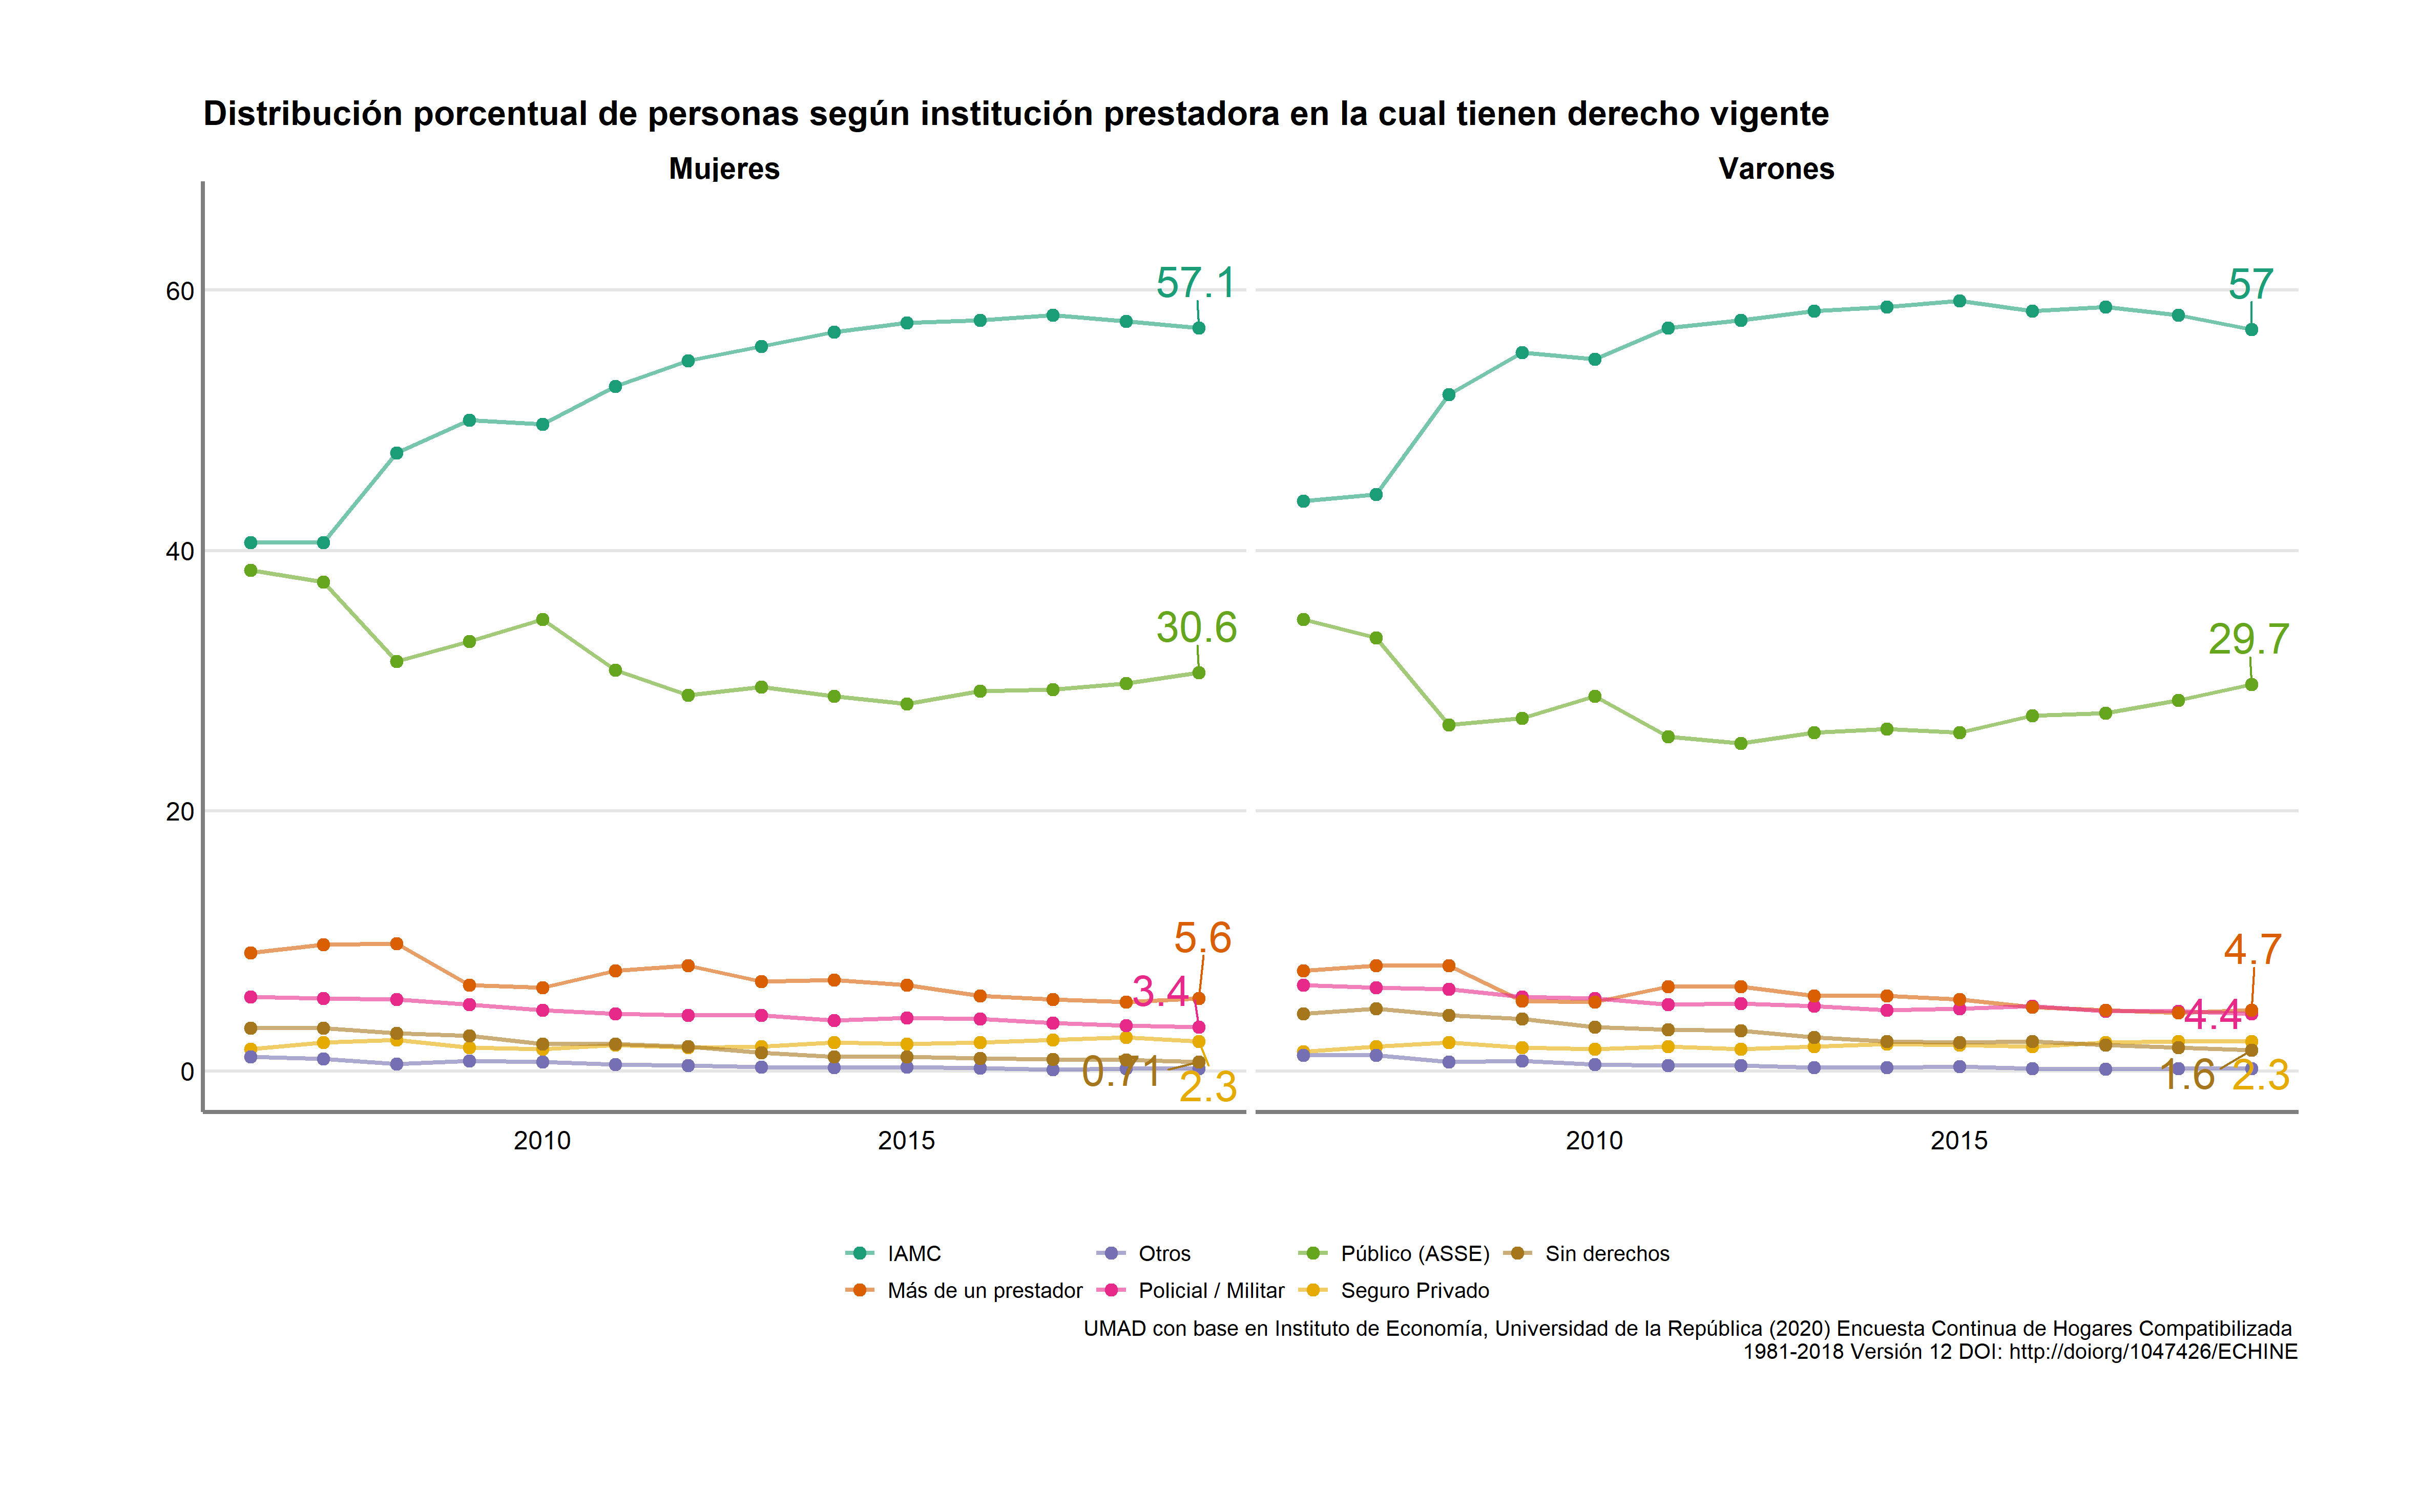 Distribución porcentual de personas según institución prestadora en la cual tienen derecho vigente
Mujeres
Varones
60
40
20
0
57.1
30.6
5.6
3.4
0.71
2.3
57
29.7
4.7
4.4
1.6
2.3
2010
2015
2010
2015
IAMC
Otros
Público (ASSE)
Sin derechos
Más de un prestador
Policial / Militar
Seguro Privado
UMAD con base en Instituto de Economía, Universidad de la República (2020) Encuesta Continua de Hogares Compatibilizada
1981-2018 Versión 12 DOI: http://doiorg/1047426/ECHINE